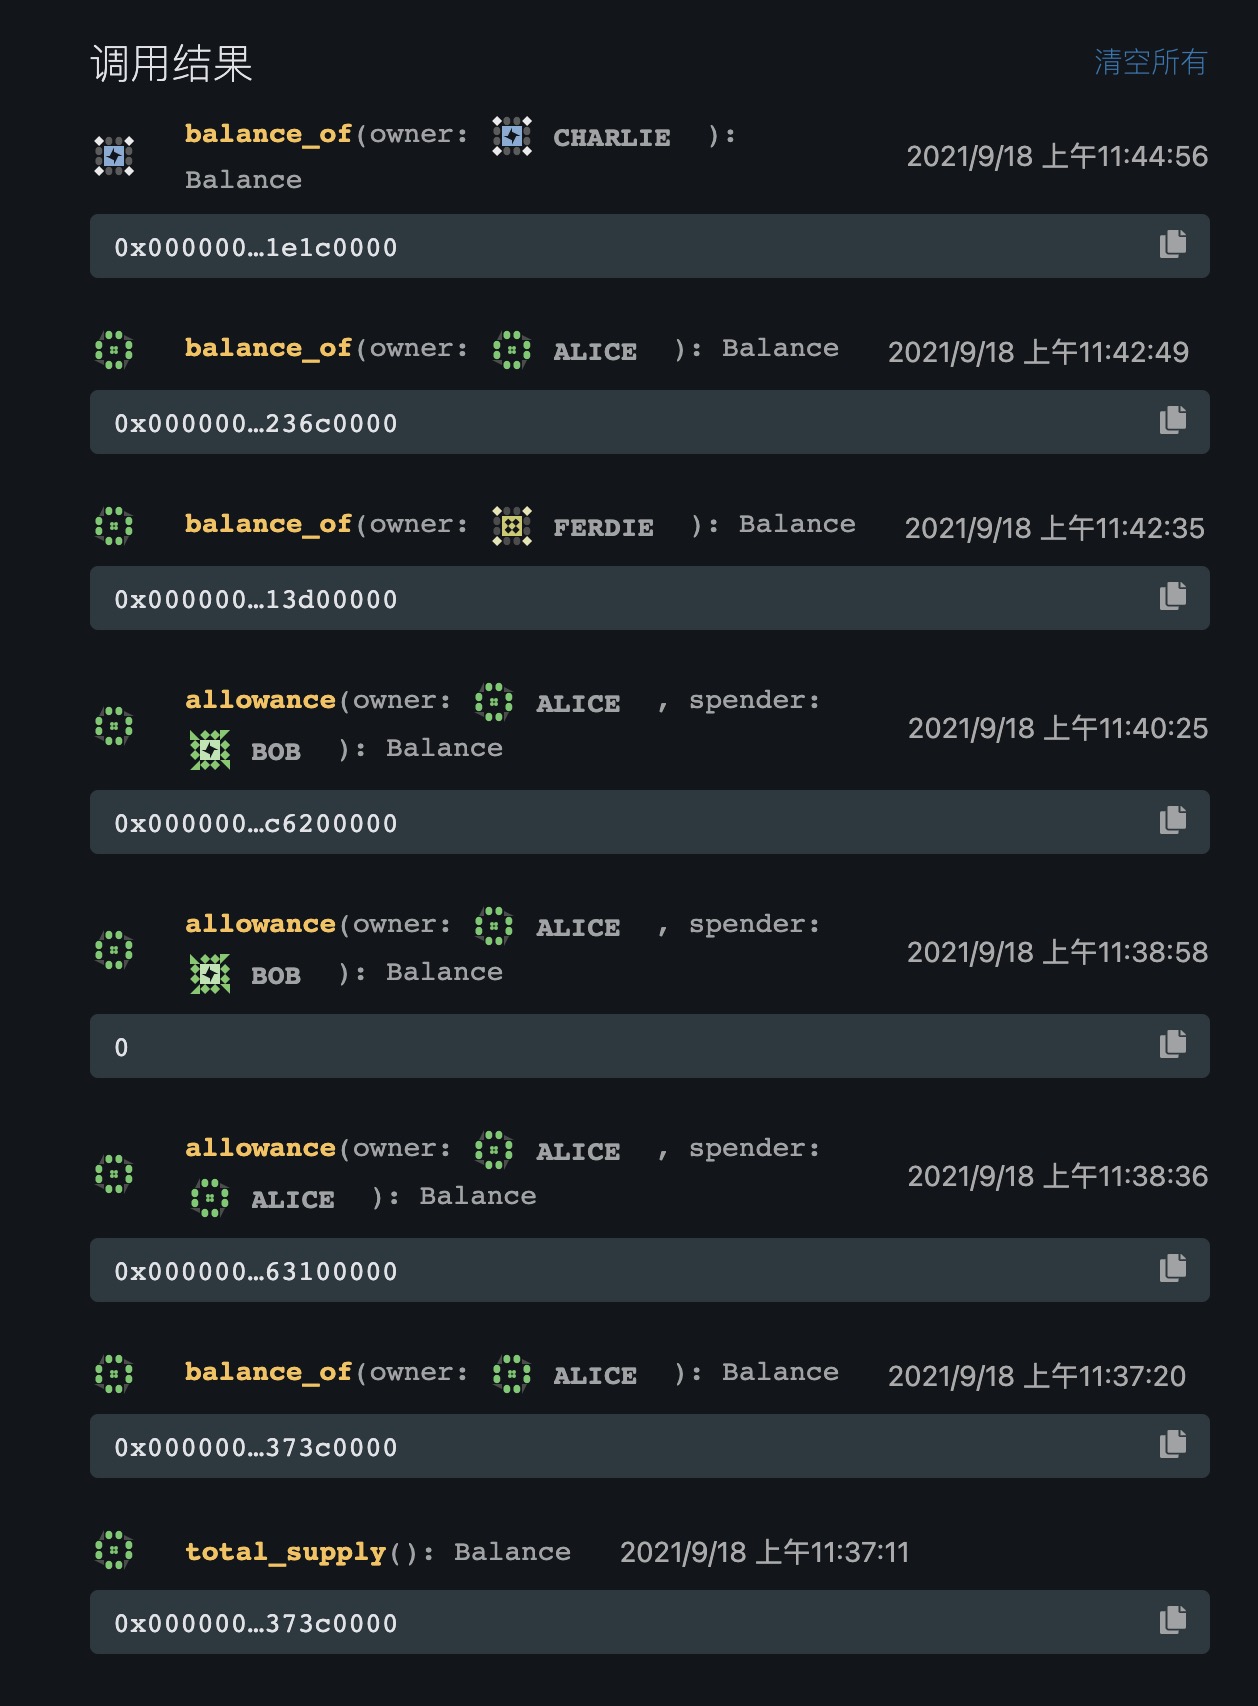 调用结果 清空所有
balance_of(owner: CHARLIE ): 2021/9/18 上午11:44:56
Balance
0x000000…1e1c0000
balance_of(owner: ALICE ): Balance 2021/9/18 上午11:42:49
0x000000…236c0000
balance_of(owner: FERDIE ): Balance 2021/9/18 上午11:42:35
0x000000…13d00000
allowance(owner: ALICE , spender: 2021/9/18 上午11:40:25
BOB ): Balance
0x000000…c6200000
allowance(owner: ALICE , spender: 2021/9/18 上午11:38:58
BOB ): Balance
0
allowance(owner: ALICE , spender: 2021/9/18 上午11:38:36
ALICE ): Balance
0x000000…63100000
balance_of(owner: ALICE ): Balance 2021/9/18 上午11:37:20
0x000000…373c0000
total_supply(): Balance 2021/9/18 上午11:37:11
0x000000…373c0000